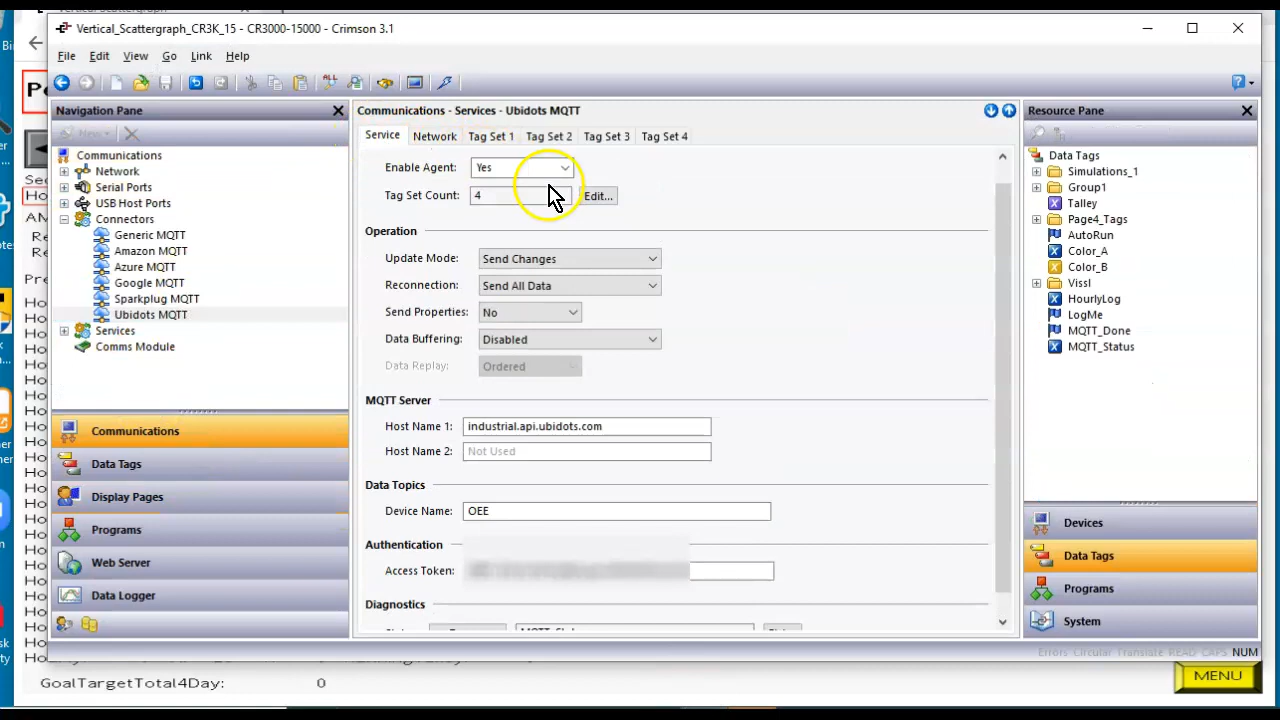 Vertical_Scattergraph_CR3K_15 - CR3000-15000 - Crimson 3.1
File Edit View Go Link Help
Navigation Pane
New
Communications
Network
Serial Ports
USB Host Ports
Connectors
Generic MQTT
Amazon MQTT
Azure MQTT
Google MQTT
Sparkplug MQTT
Ubidots MQTT
Services
Comms Module
Communications
Data Tags
Display Pages
Programs
Web Server
Data Logger
Communications - Services - Ubidots MQTT
Service Network Tag Set 1 Tag Set 2 Tag Set 3 Tag Set 4
Enable Agent: Yes
Tag Set Count: 4 Edit...
Operation
Update Mode: Send Changes
Reconnection: Send All Data
Send Properties: No
Data Buffering: Disabled
Data Replay: Ordered
MQTT Server
Host Name 1: industrial.api.ubidots.com
Host Name 2: Not Used
Data Topics
Device Name: OEE
Authentication
Access Token:
Diagnostics
Resource Pane
Data Tags
Simulations_1
Group1
Talley
Page4_Tags
AutoRun
Color_A
Color_B
Vissl
HourlyLog
LogMe
MQTT_Done
MQTT_Status
Devices
Data Tags
Programs
System
Errors Circular Translate READ CAPS NUM
GoalTargetTotal4Day: 0
MENU